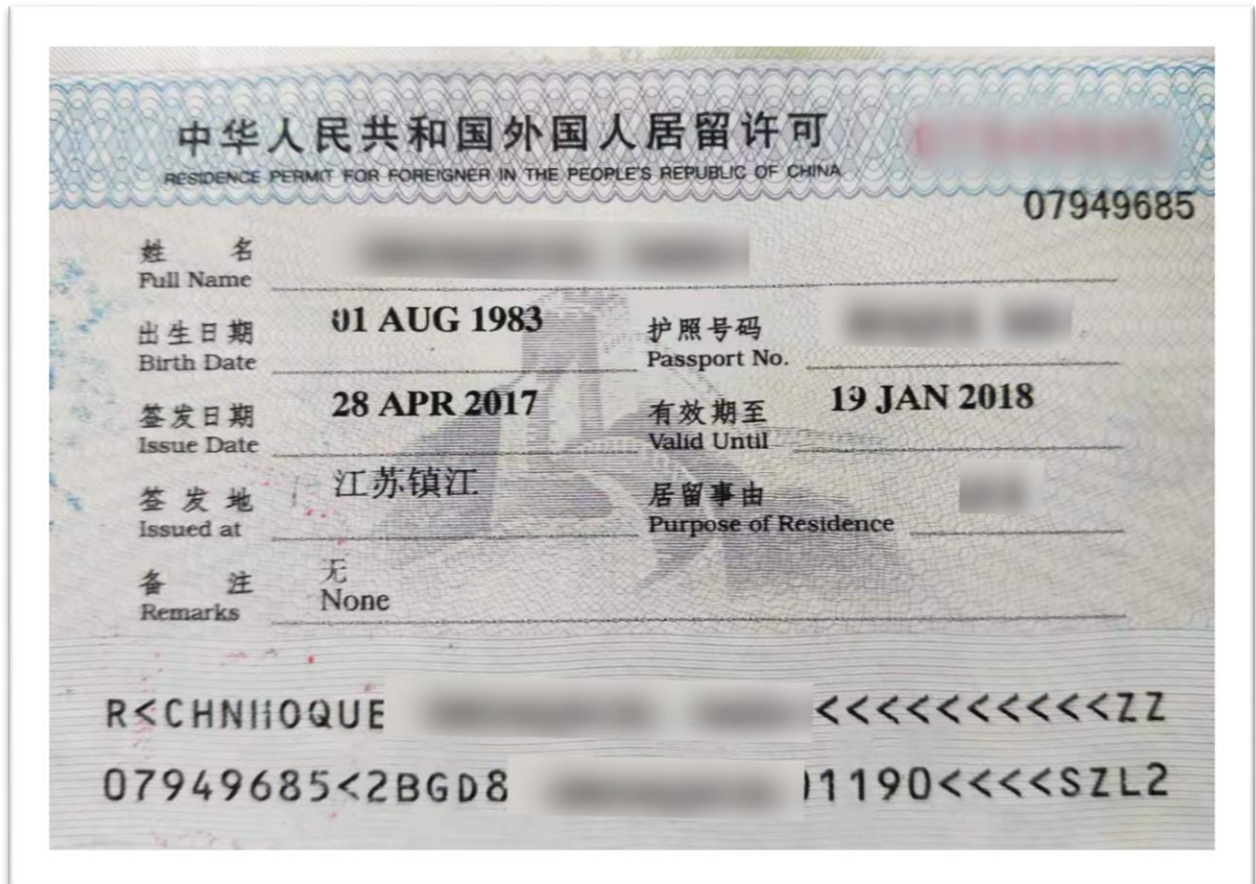 中华人民共和国外国人居留许可
RESIDENCE PERMIT FOR FOREIGNER IN THE PEOPLE'S REPUBLIC OF CHINA
07949685
姓 名
Full Name
出生日期 01 AUG 1983 护照号码
Birth Date Passport No.
签发日期 28 APR 2017 有效期至 19 JAN 2018
Issue Date Valid Until
签发地 江苏镇江 居留事由
Issued at Purpose of Residence
备 注 无
Remarks None
<<<<<<<<<<ZZ
07949685<2BGD8 1190<<<<SZL2